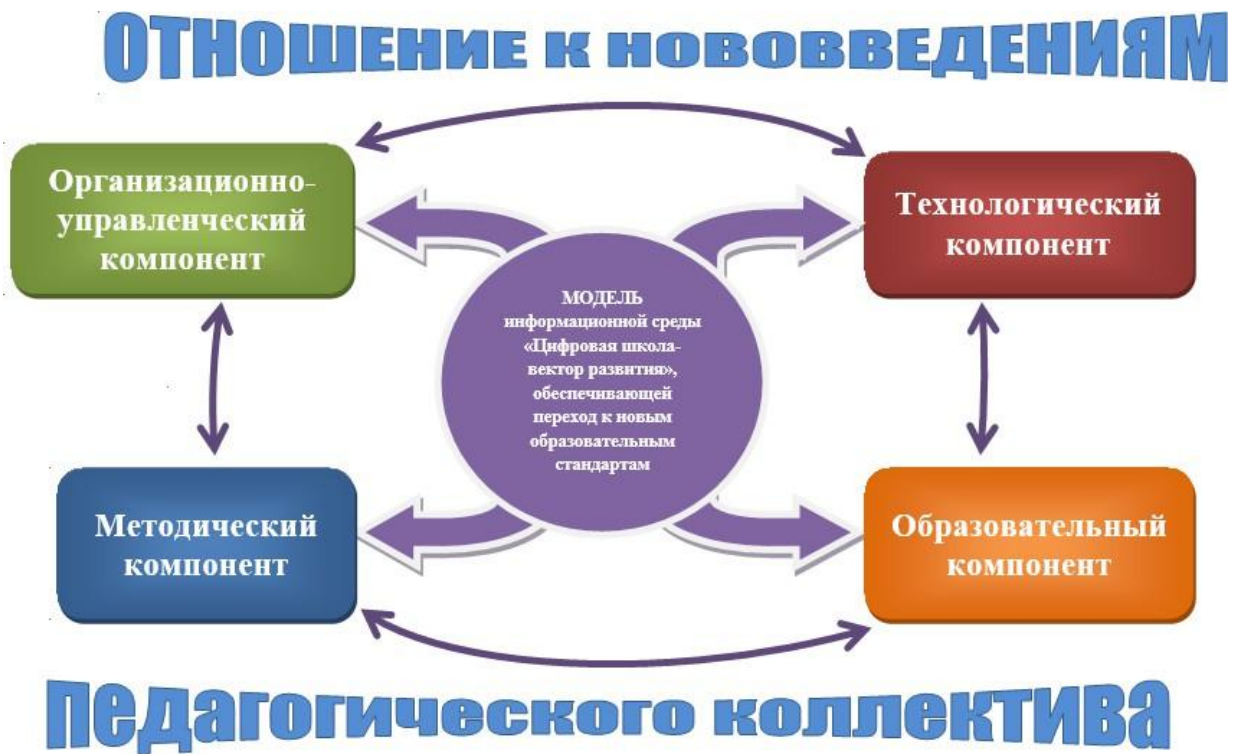 ОТНОШЕНИЕ К НОВОВВЕДЕНИЯМ
Организационно-
управленческий
компонент
Технологический
компонент
МОДЕЛЬ
информационной среды
«Цифровая школа-
вектор развития»,
обеспечивающей
переход к новым
образовательным
стандартам
Методический
компонент
Образовательный
компонент
педагогического коллектива